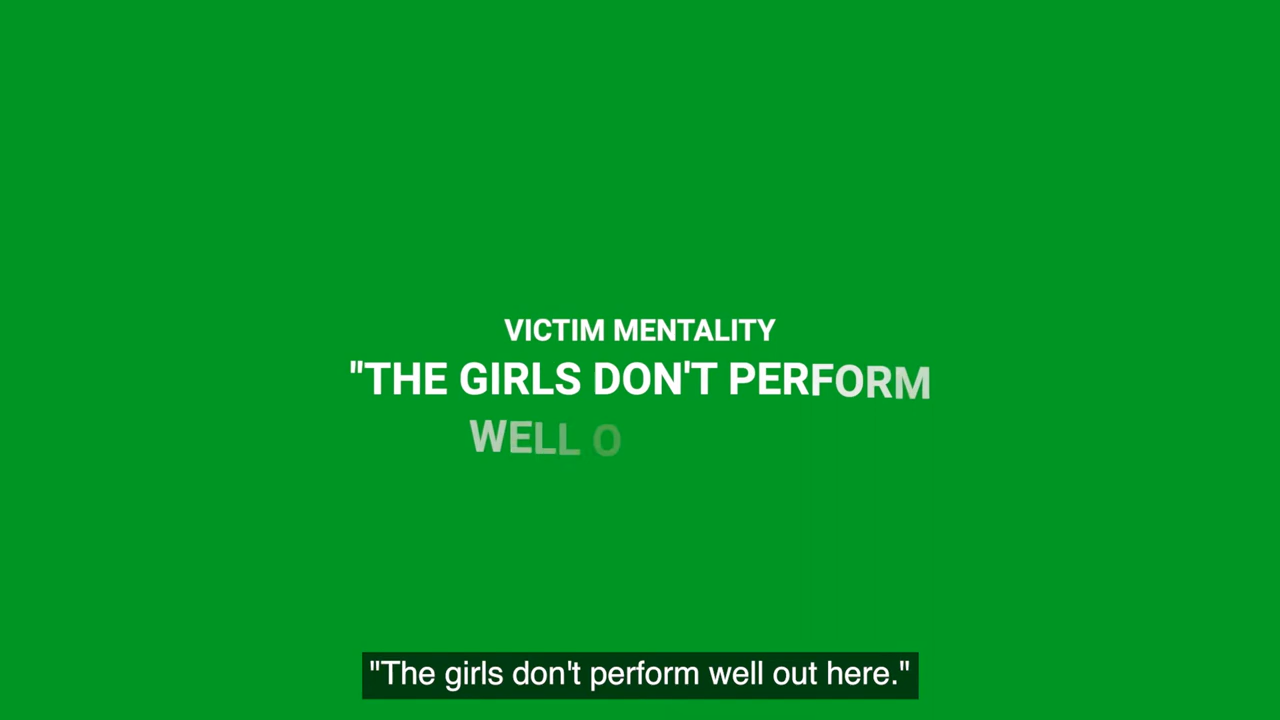 VICTIM MENTALITY
"THE GIRLS DON'T PERFORM
WELL O
"The girls don't perform well out here."